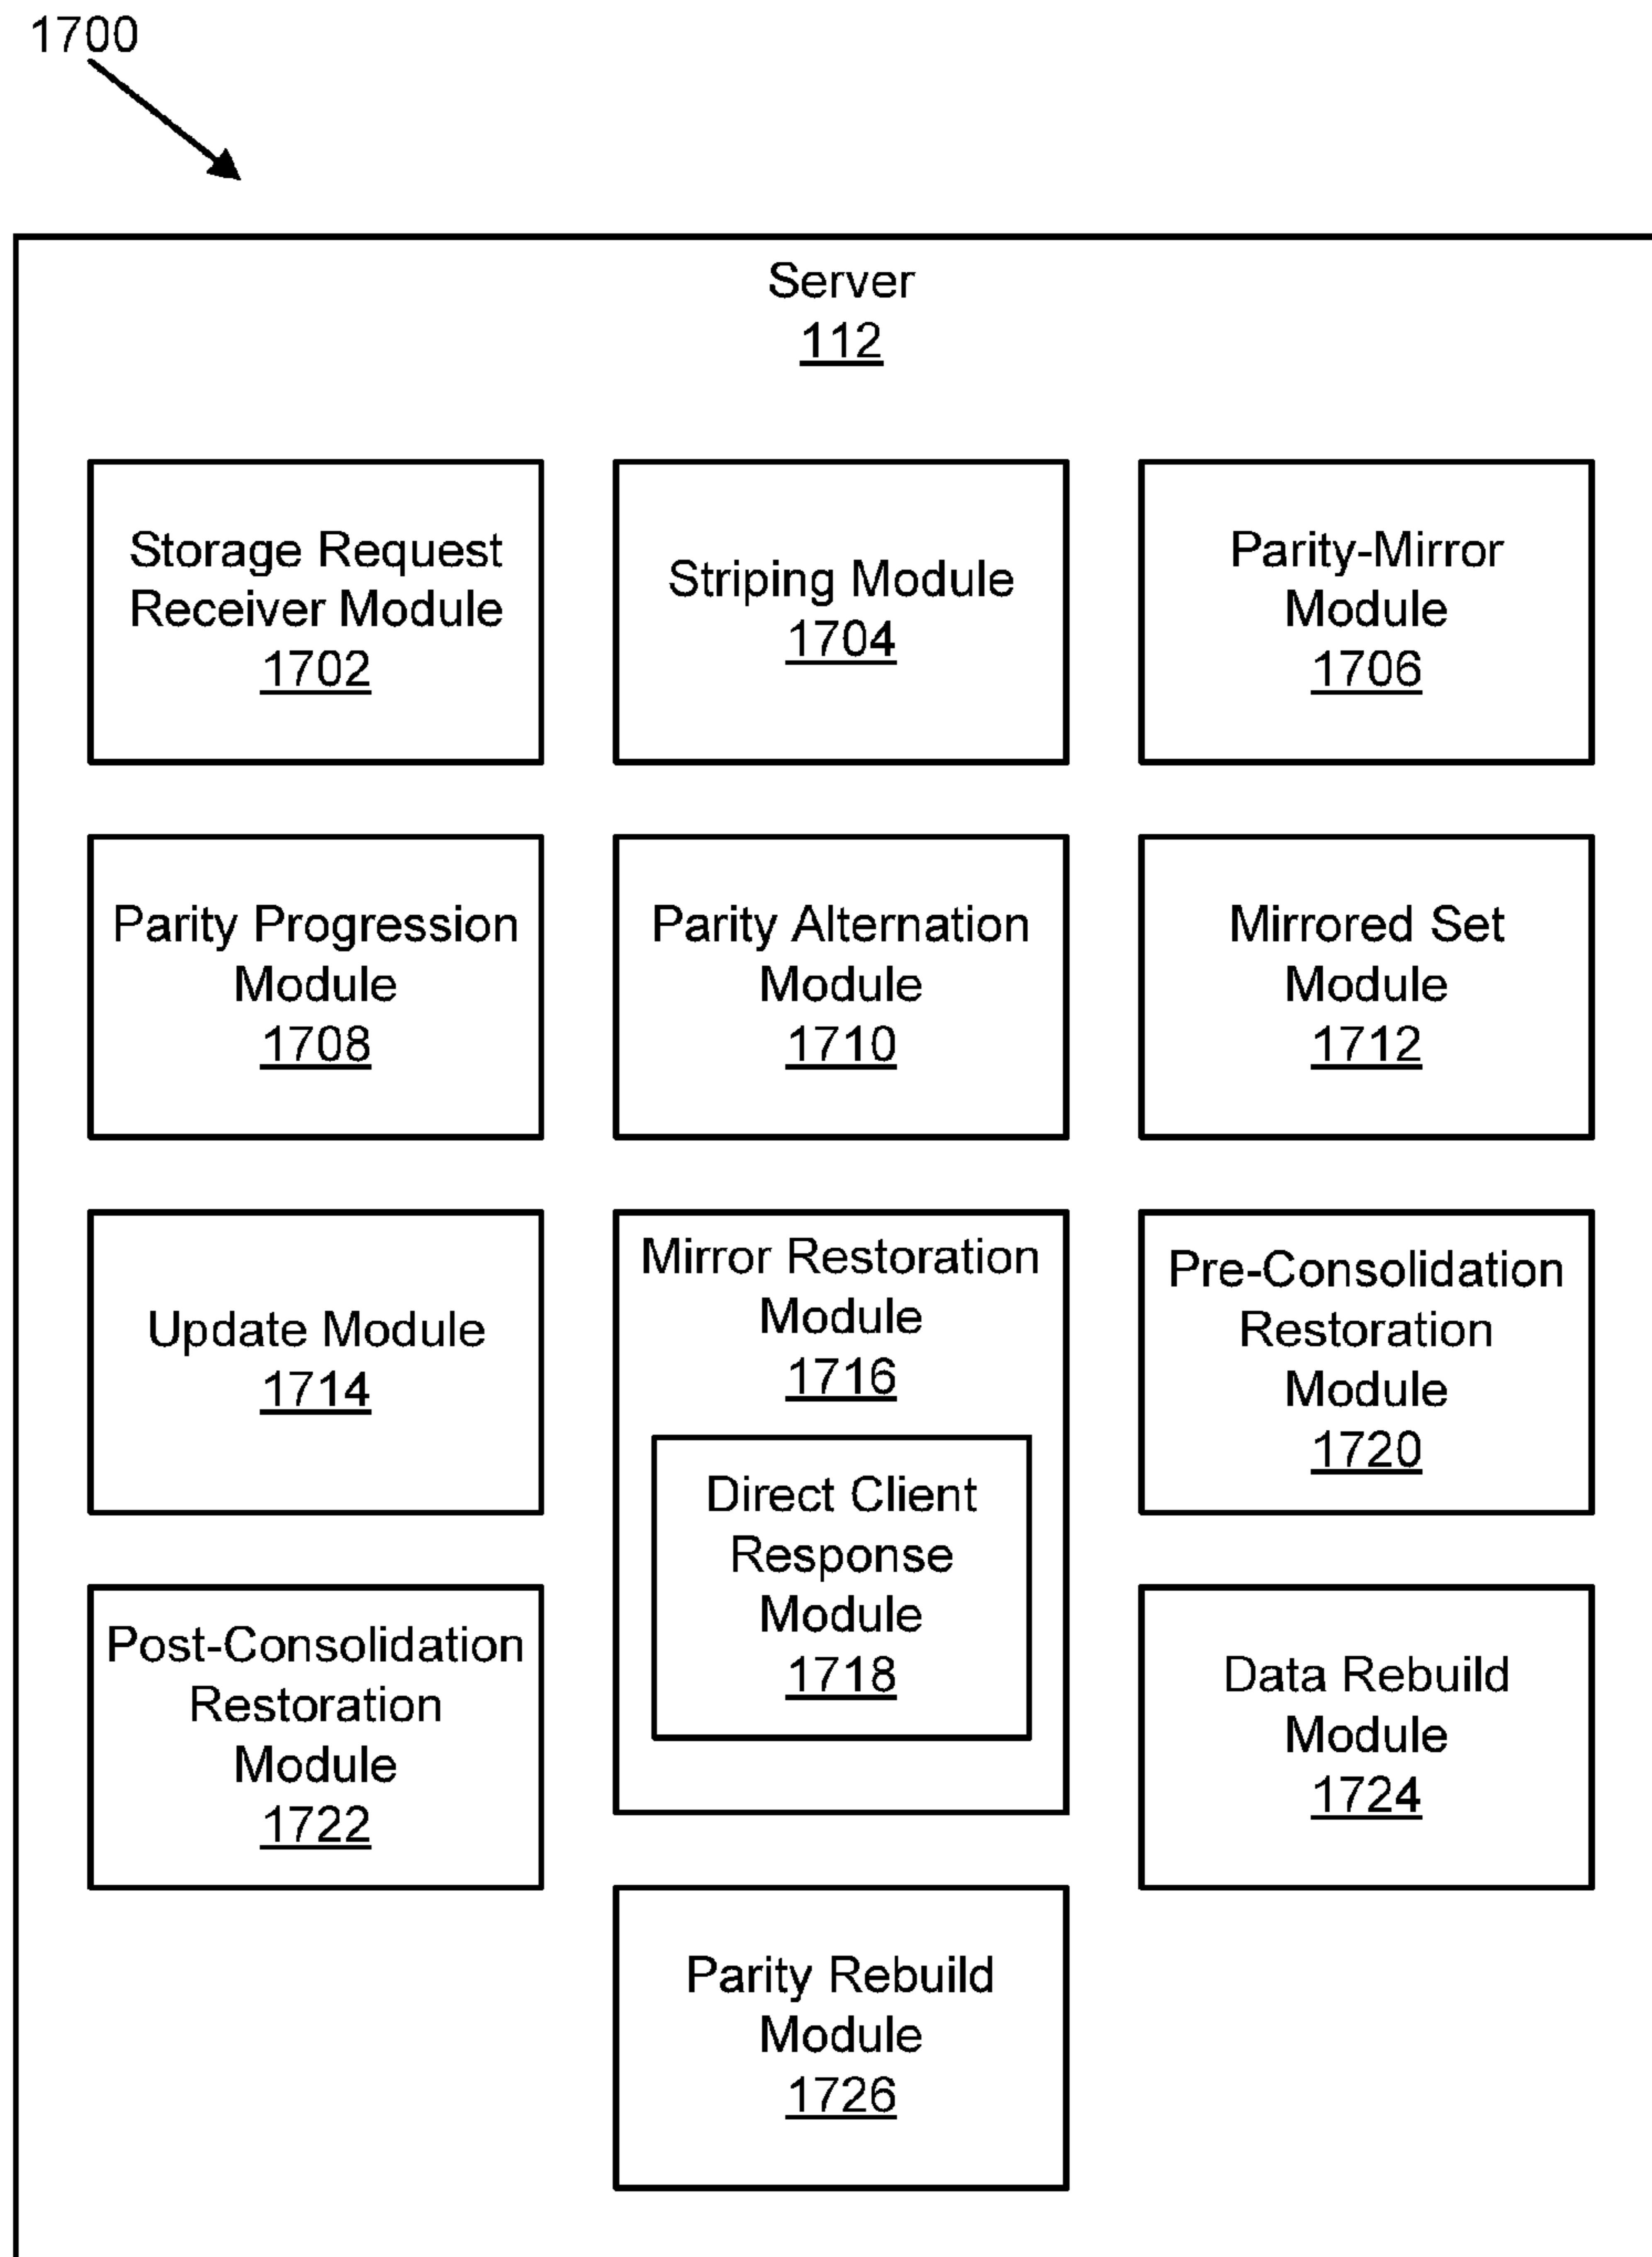 1700
Server
112
Storage Request
Receiver Module
1702
Striping Module
1704
Parity-Mirror
Module
1706
Parity Progression
Module
1708
Parity Alternation
Module
1710
Mirrored Set
Module
1712
Update Module
1714
Mirror Restoration
Module
1716
Direct Client
Response
Module
1718
Pre-Consolidation
Restoration
Module
1720
Post-Consolidation
Restoration
Module
1722
Data Rebuild
Module
1724
Parity Rebuild
Module
1726